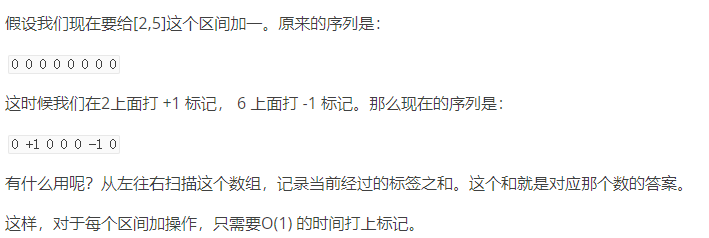 假设我们现在要给[2,5]这个区间加一。原来的序列是：
0 0 0 0 0 0 0 0
这时候我们在2上面打 +1 标记， 6 上面打 -1 标记。那么现在的序列是：
0 +1 0 0 0 -1 0
有什么用呢？从左往右扫描这个数组，记录当前经过的标签之和。这个和就是对应那个数的答案。
这样，对于每个区间加操作，只需要O(1) 的时间打上标记。